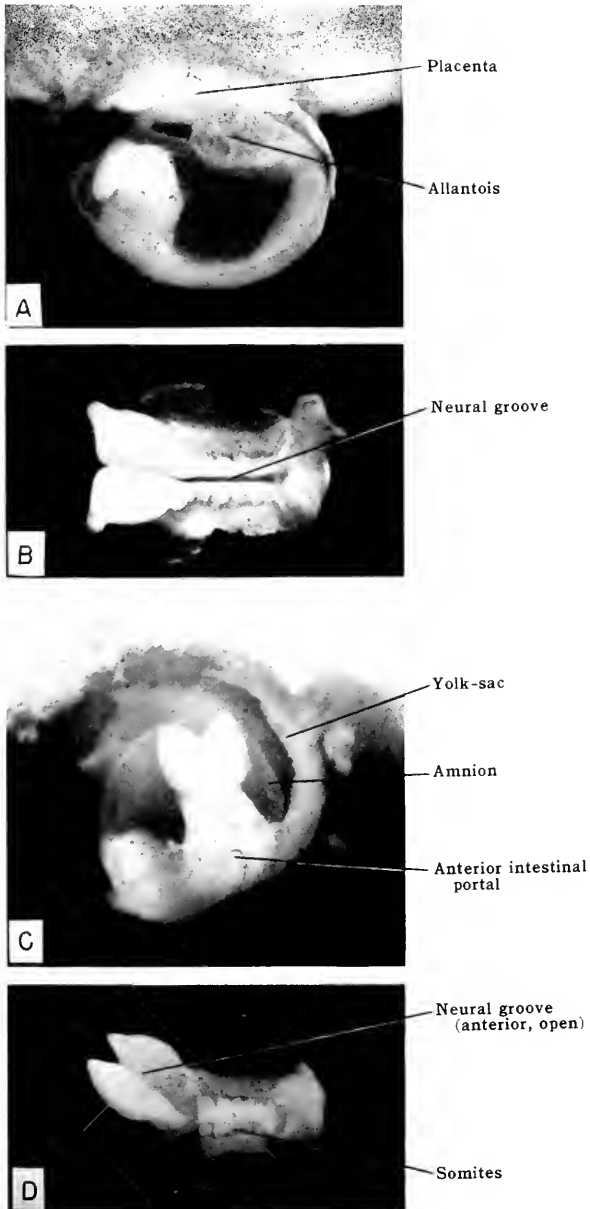 Placenta
Allantois
A
Neural groove
B
Yolk-sac
Amnion
Anterior intestinal
portal
C
Neural groove
(anterior, open)
Somites
D